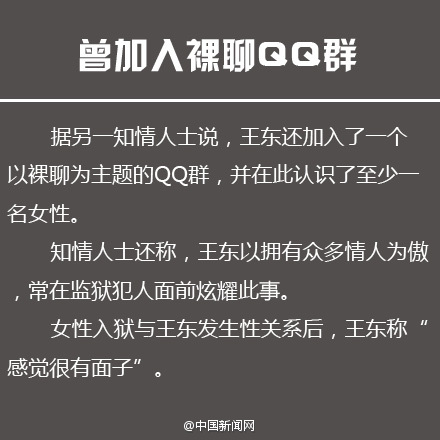 曾加入裸聊QQ群
据另一知情人士说，王东还加入了一个
以裸聊为主题的QQ群，并在此认识了至少一
名女性。
知情人士还称，王东以拥有众多情人为傲
，常在监狱犯人面前炫耀此事。
女性入狱与王东发生性关系后，王东称“
感觉很有面子”。
@中国新闻网